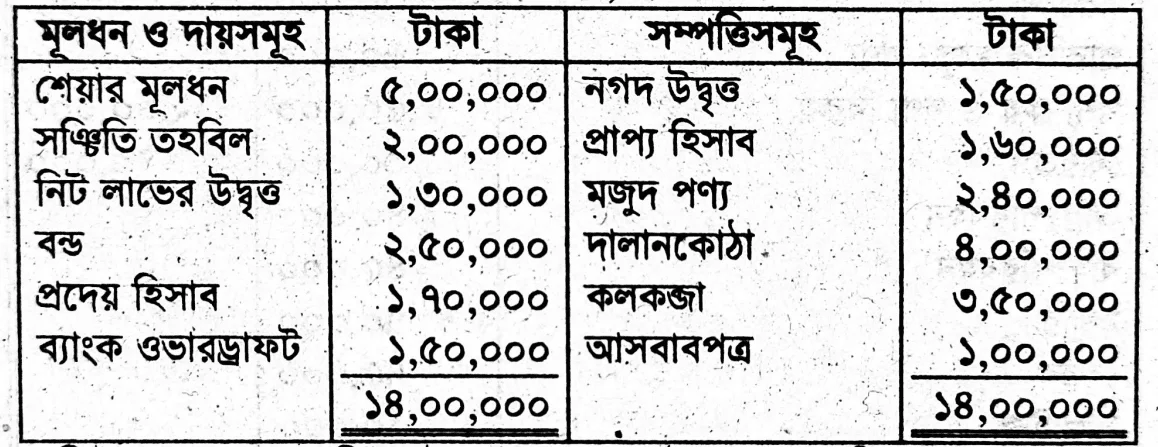 মূলধন ও দায়সমূহ টাকা সম্পত্তিসমূহ টাকা
শেয়ার মূলধন ৫,০০,০০০ নগদ উদ্বৃত্ত ১,৫০,০০০
সঞ্চিতি তহবিল ২,০০,০০০ প্রাপ্য হিসাব ১,৬০,০০০
নিট লাভের উদ্বৃত্ত ১,৩০,০০০ মজুদ পণ্য ২,৪০,০০০
বন্ড ২,৫০,০০০ দালানকোঠা ৪,০০,০০০
প্রদেয় হিসাব ১,৭০,০০০ কলকব্জা ৩,৫০,০০০
ব্যাংক ওভারড্রাফট ১,৫০,০০০ আসবাবপত্র ১,০০,০০০
১৪,০০,০০০ ১৪,০০,০০০